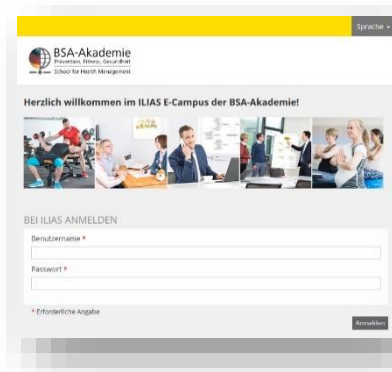 Sprache
BSA-Akademie
Prävention, Fitness, Gesundheit
School for Health Management
Herzlich willkommen im ILIAS E-Campus der BSA-Akademie!
BEI ILIAS ANMELDEN
Benutzername *
Passwort *
* Erforderliche Angabe
Anmelden